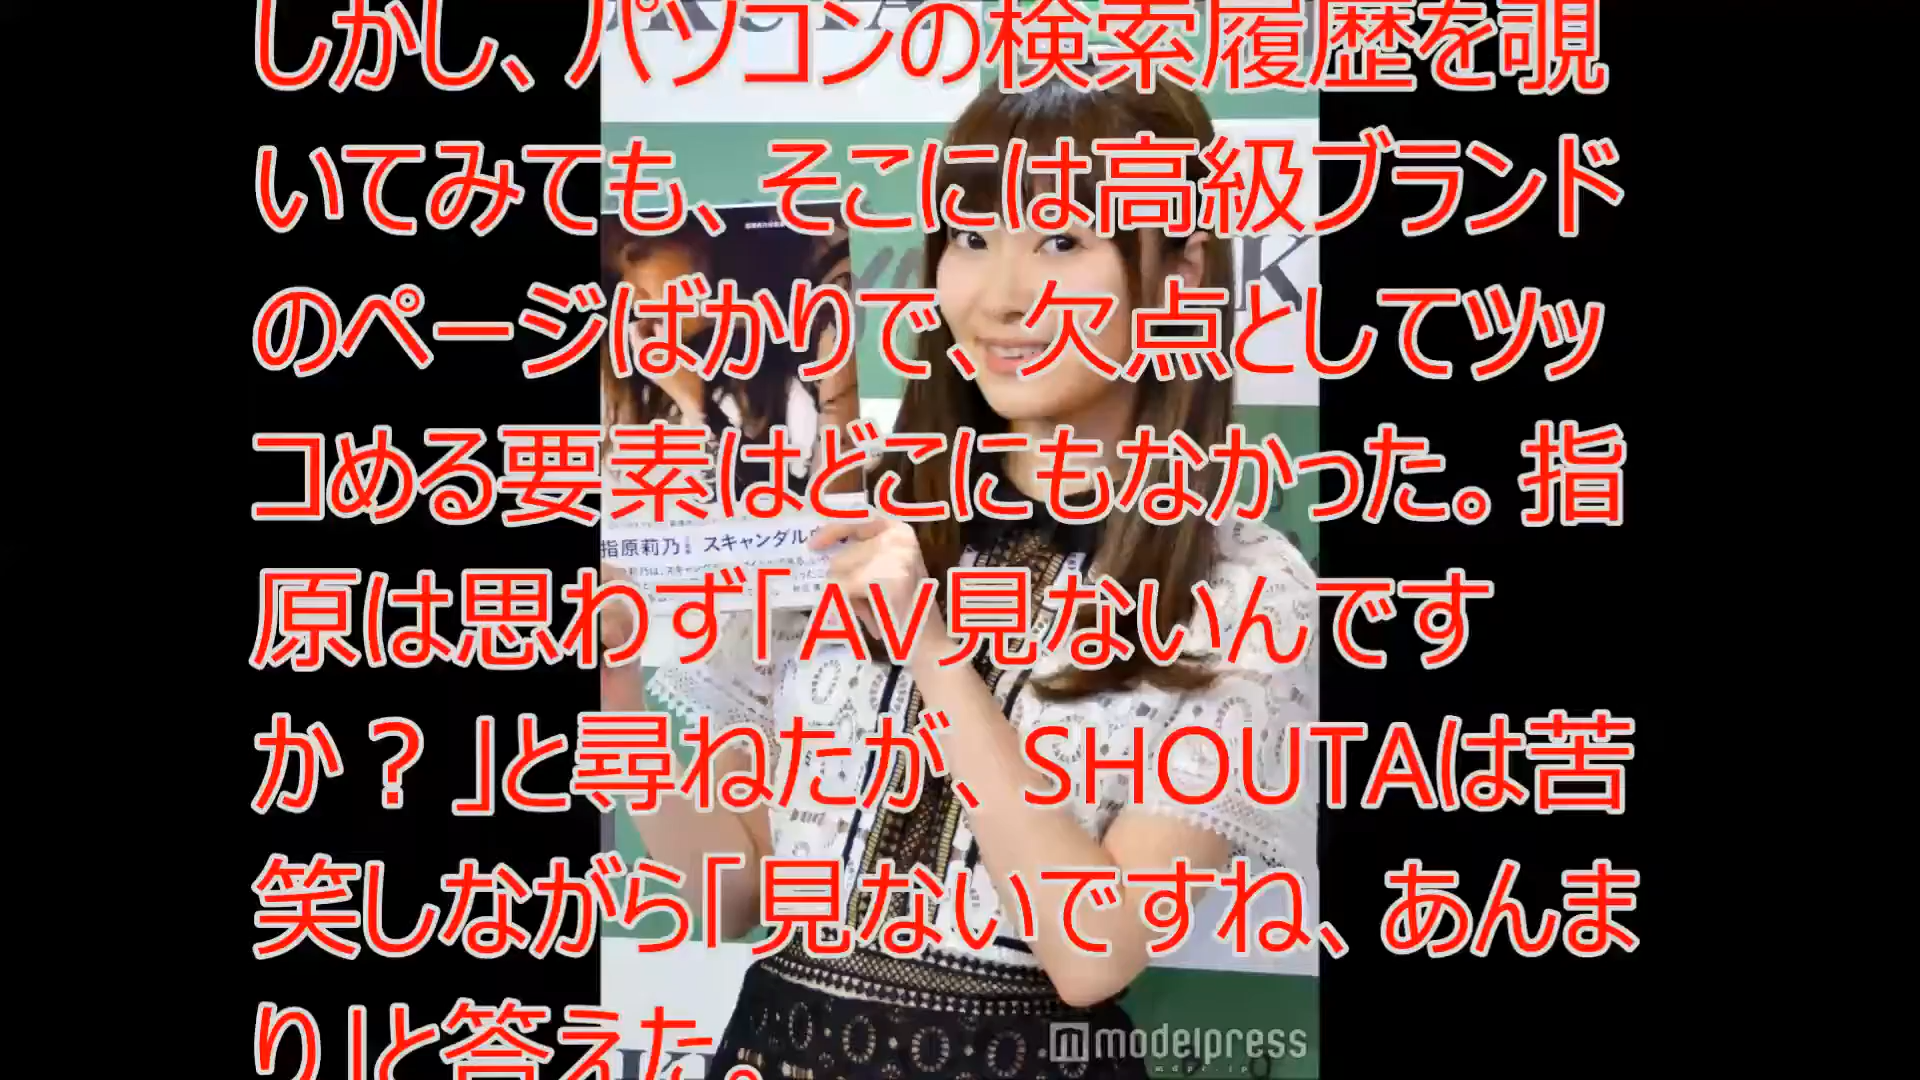 しかし、パソコンの検索履歴を覗
いてみても、そこには高級ブランド
のページばかりで、欠点としてツッ
コめる要素はどこにもなかった。指
原は思わず「AV見ないんです
か？」と尋ねたが、SHOUTAは苦
笑しながら「見ないですね、あんま
り」と答えた。
指原莉乃 スキャンダル
K
modelpress